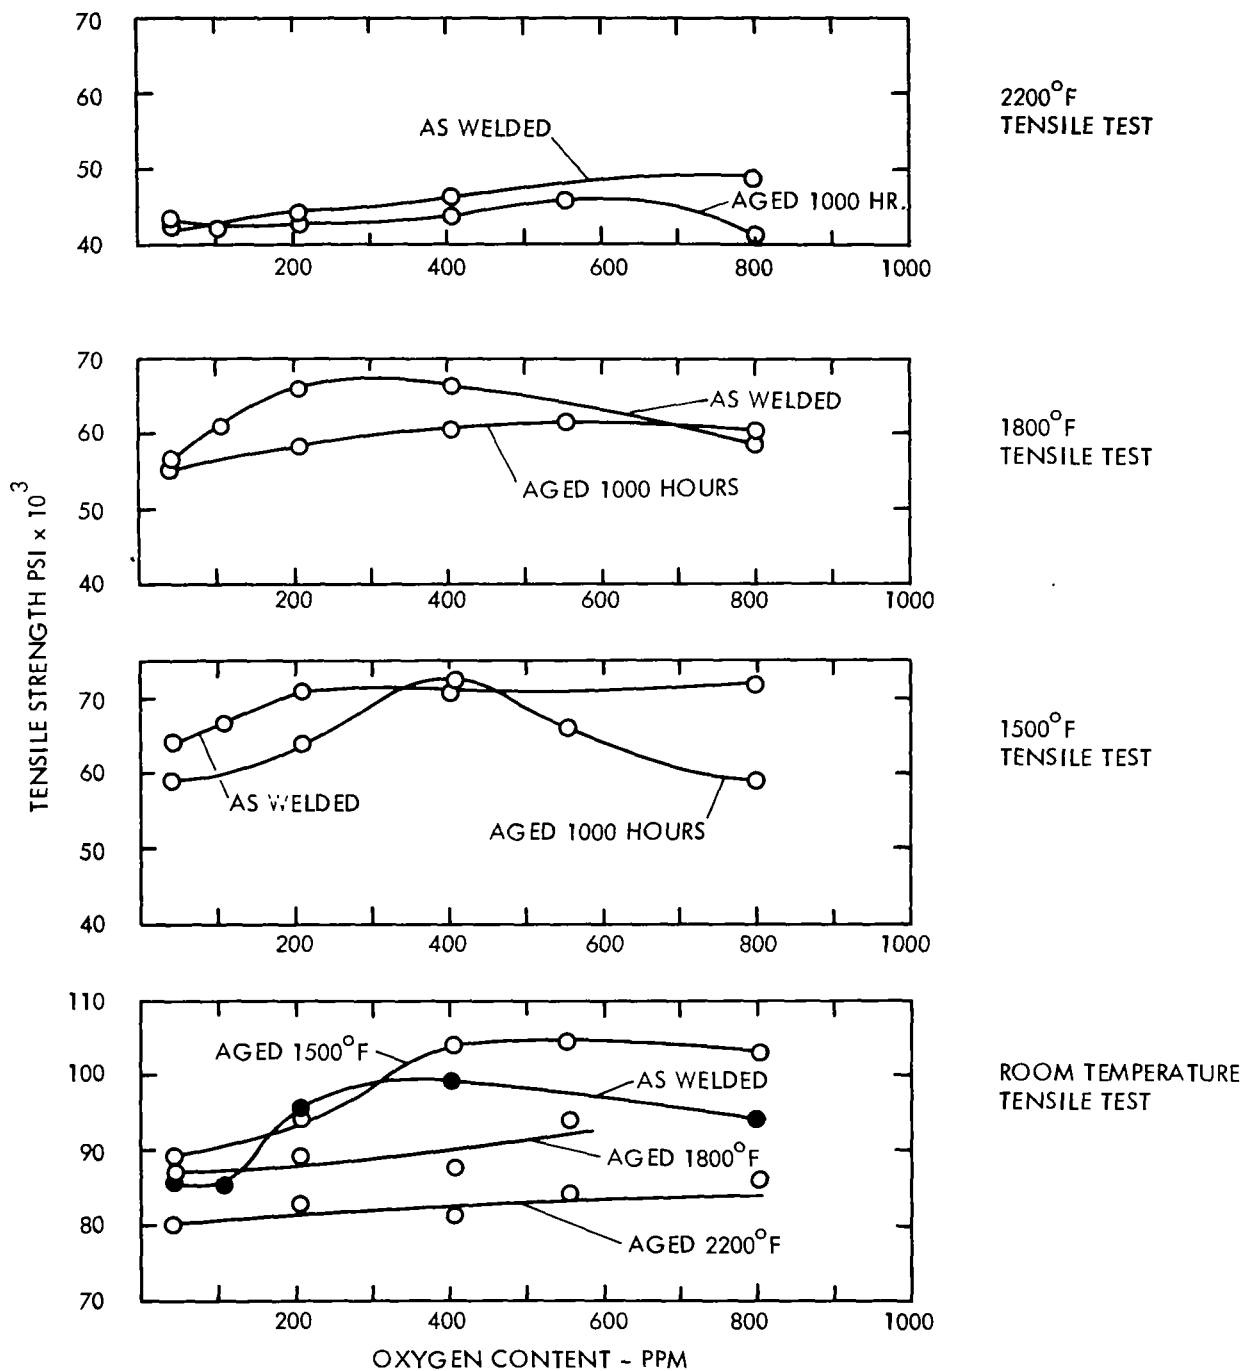 70
60
50
40
200
400
600
800
1000
AS WELDED
AGED 1000 HR.
2200°F
TENSILE TEST
70
60
50
40
200
400
600
800
1000
AS WELDED
AGED 1000 HOURS
1800°F
TENSILE TEST
TENSILE STRENGTH PSI x 10³
70
60
50
40
200
400
600
800
1000
AS WELDED
AGED 1000 HOURS
1500°F
TENSILE TEST
110
100
90
80
70
200
400
600
800
1000
AGED 1500°F
AS WELDED
AGED 1800°F
AGED 2200°F
ROOM TEMPERATURE
TENSILE TEST
OXYGEN CONTENT - PPM